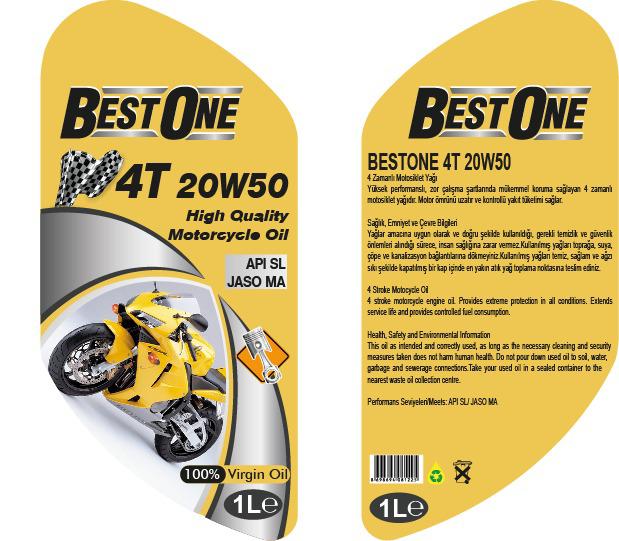 BESTONE
4T 20W50
High Quality
Motorcycle Oil
API SL
JASO MA
100% Virgin Oil
1Le
BESTONE
BESTONE 4T 20W50
4 Zamanlı Motosiklet Yağı
Yüksek performanslı, zor çalışma şartlarında mükemmel koruma sağlayan 4 zamanlı
motosiklet yağıdır. Motor ömrünü uzatır ve kontrollü yakıt tüketimi sağlar.
Sağlık, Emniyet ve Çevre Bilgileri
Yağlar amacına uygun olarak ve doğru şekilde kullanıldığı, gerekli temizlik ve güvenlik
önlemleri alındığı sürece, insan sağlığına zarar vermez.Kullanılmış yağları toprağa, suya,
çöpe ve kanalizasyon bağlantılarına dökmeyiniz.Kullanılmış yağları temiz, sağlam ve ağzı
sıkı şekilde kapatılmış bir kap içinde en yakın atık yağ toplama noktasına teslim ediniz.
4 Stroke Motocycle Oil
4 stroke motorcycle engine oil. Provides extreme protection in all conditions. Extends
service life and provides controlled fuel consumption.
Health, Safety and Environmental Information
This oil as intended and correctly used, as long as the necessary cleaning and security
measures taken does not harm human health. Do not pour down used oil to soil, water,
garbage and sewerage connections.Take your used oil in a sealed container to the
nearest waste oil collection centre.
Performans Seviyeleri/Meets: API SL/ JASO MA
1Le